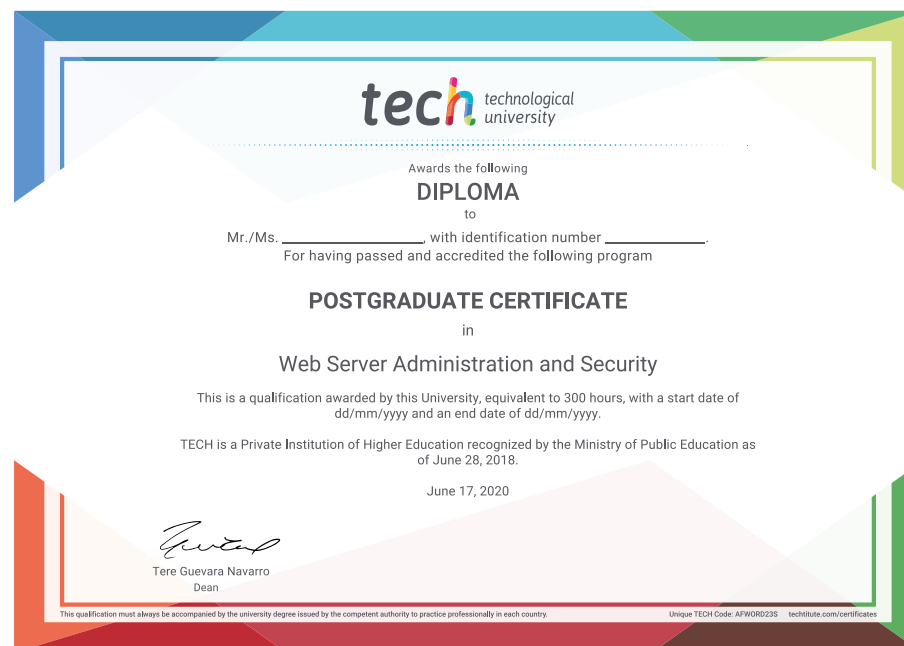 tech technological
university
Awards the following
DIPLOMA
to
Mr./Ms. ________________, with identification number ____________.
For having passed and accredited the following program
POSTGRADUATE CERTIFICATE
in
Web Server Administration and Security
This is a qualification awarded by this University, equivalent to 300 hours, with a start date of
dd/mm/yyyy and an end date of dd/mm/yyyy.
TECH is a Private Institution of Higher Education recognized by the Ministry of Public Education as
of June 28, 2018.
June 17, 2020
Tere Guevara Navarro
Dean
This qualification must always be accompanied by the university degree issued by the competent authority to practice professionally in each country. Unique TECH Code: AFWORD23S techtitute.com/certificates